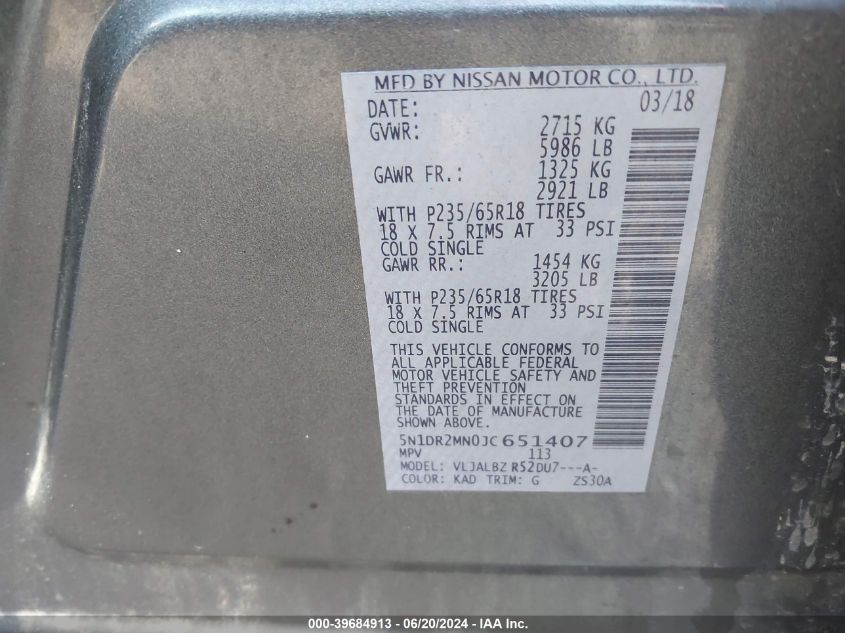 MFD BY NISSAN MOTOR CO., LTD.
DATE: 03/18
GVWR: 2715 KG
5986 LB
GAWR FR.: 1325 KG
2921 LB
WITH P235/65R18 TIRES
18 X 7.5 RIMS AT 33 PSI
COLD SINGLE
GAWR RR.: 1454 KG
3205 LB
WITH P235/65R18 TIRES
18 X 7.5 RIMS AT 33 PSI
COLD SINGLE
THIS VEHICLE CONFORMS TO
ALL APPLICABLE FEDERAL
MOTOR VEHICLE SAFETY AND
THEFT PREVENTION
STANDARDS IN EFFECT ON
THE DATE OF MANUFACTURE
SHOWN ABOVE.
5N1DR2MN0JC651407
MPV 113
MODEL: VLJALBZ R52DU7---A-
COLOR: KAD TRIM: G ZS30A
000-39684913 - 06/20/2024 - IAA Inc.